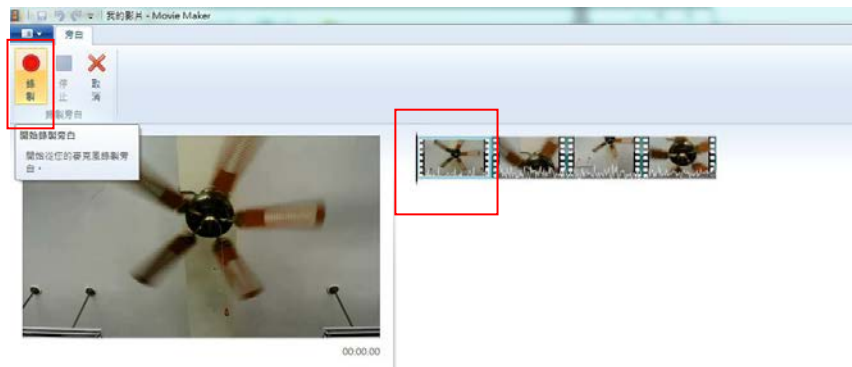 我的影片 - Movie Maker
旁白
錄製
停止
取消
錄製旁白
開始錄製旁白
開始從您的麥克風錄製旁白。
00:00.00